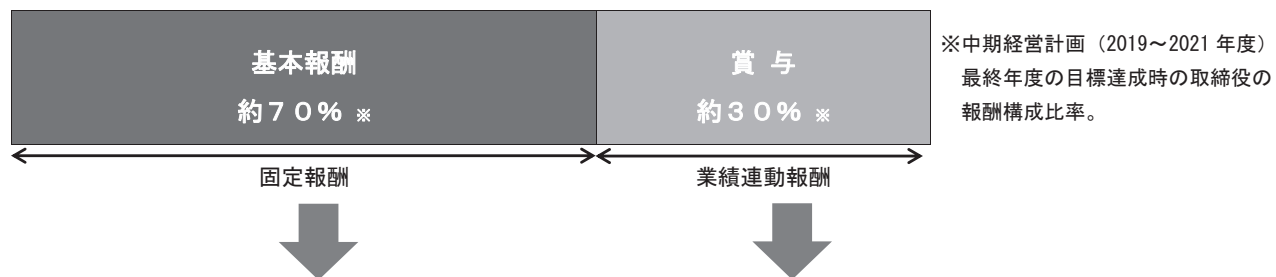 基本報酬
約７０％ ※
賞 与
約３０％ ※
※中期経営計画（2019～2021 年度）
最終年度の目標達成時の取締役の
報酬構成比率。
固定報酬
業績連動報酬